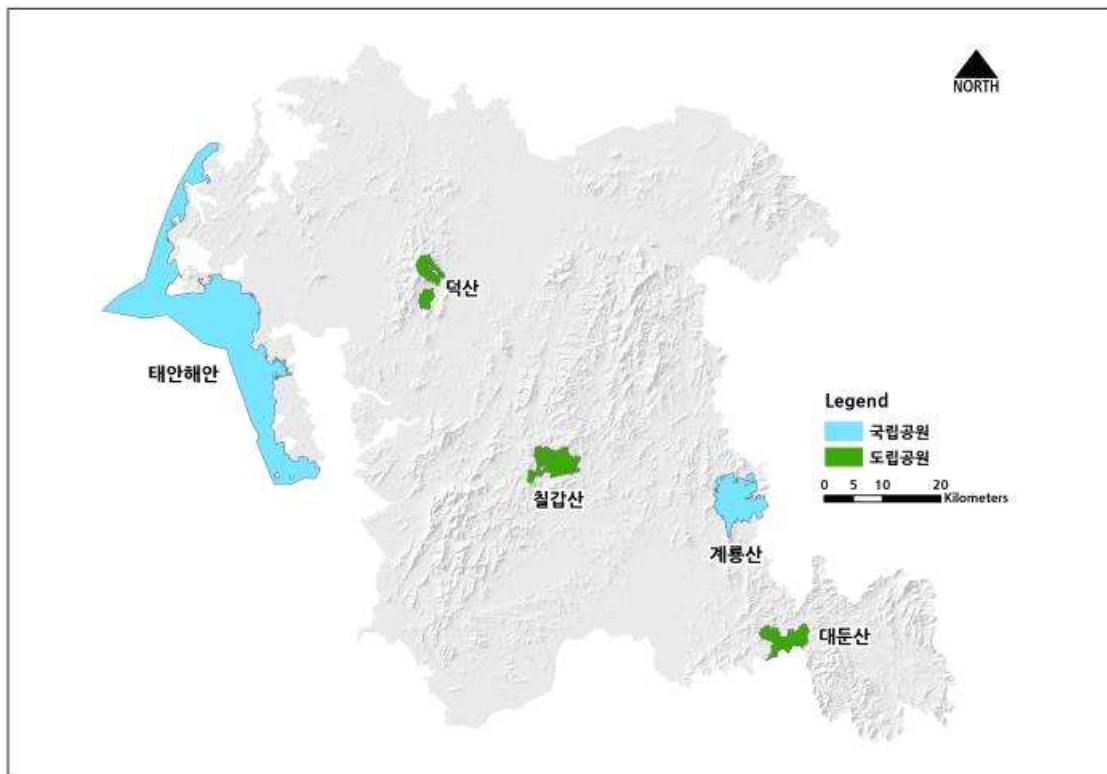 NORTH
덕산
태안해안
Legend
국립공원
도립공원
0 5 10 20
Kilometers
칠갑산
계룡산
대둔산